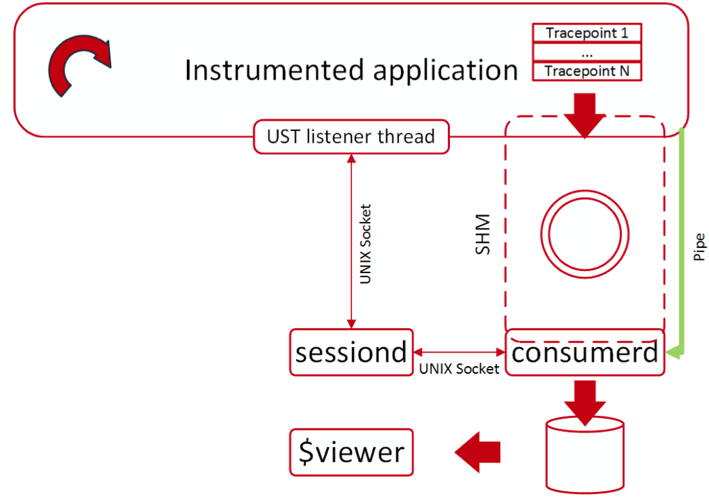 Tracepoint 1
...
Tracepoint N
Instrumented application
UST listener thread
UNIX Socket
SHM
Pipe
sessiond
UNIX Socket
consumerd
$viewer